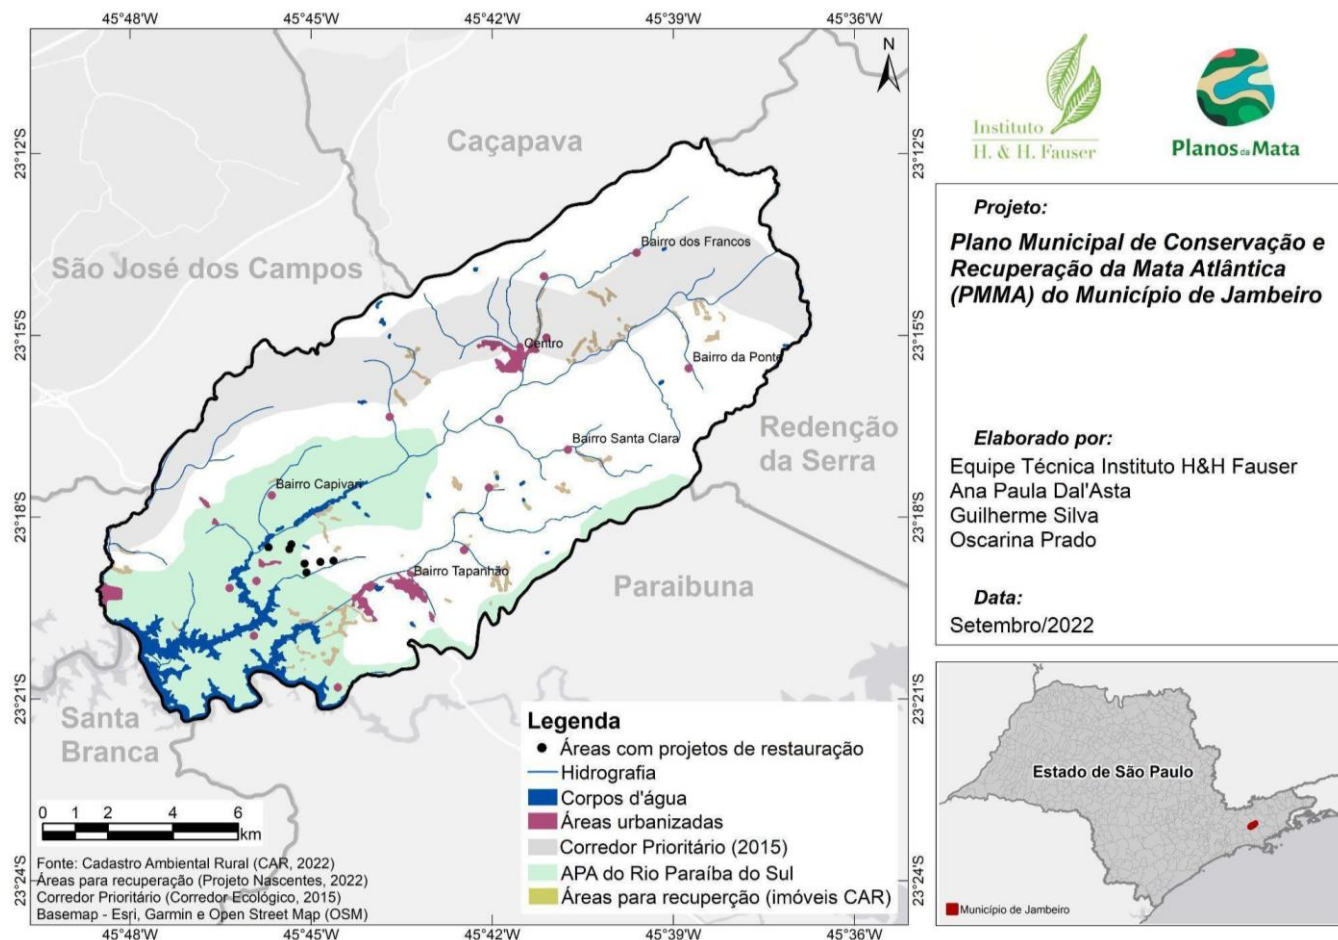 45°48'W
45°45'W
45°42'W
45°39'W
45°36'W
N
23°12'S
23°15'S
23°18'S
23°21'S
23°24'S
23°12'S
23°15'S
23°18'S
23°21'S
23°24'S
Caçapava
São José dos Campos
Bairro dos Francos
Centro
Bairro da Ponte
Redenção
da Serra
Bairro Santa Clara
Bairro Capivari
Bairro Tapanhão
Paraibuna
Santa
Branca
Legenda
Áreas com projetos de restauração
Hidrografia
Corpos d'água
Áreas urbanizadas
Corredor Prioritário (2015)
APA do Rio Paraíba do Sul
Áreas para recuperção (imóveis CAR)
0 1 2 4 6
km
Fonte: Cadastro Ambiental Rural (CAR, 2022)
Áreas para recuperação (Projeto Nascentes, 2022)
Corredor Prioritário (Corredor Ecológico, 2015)
Basemap - Esri, Garmin e Open Street Map (OSM)
45°48'W
45°45'W
45°42'W
45°39'W
45°36'W
Instituto
H. & H. Fauser
Planos da Mata
Projeto:
Plano Municipal de Conservação e
Recuperação da Mata Atlântica
(PMMA) do Município de Jambeiro
Elaborado por:
Equipe Técnica Instituto H&H Fauser
Ana Paula Dal'Asta
Guilherme Silva
Oscarina Prado
Data:
Setembro/2022
Estado de São Paulo
Município de Jambeiro